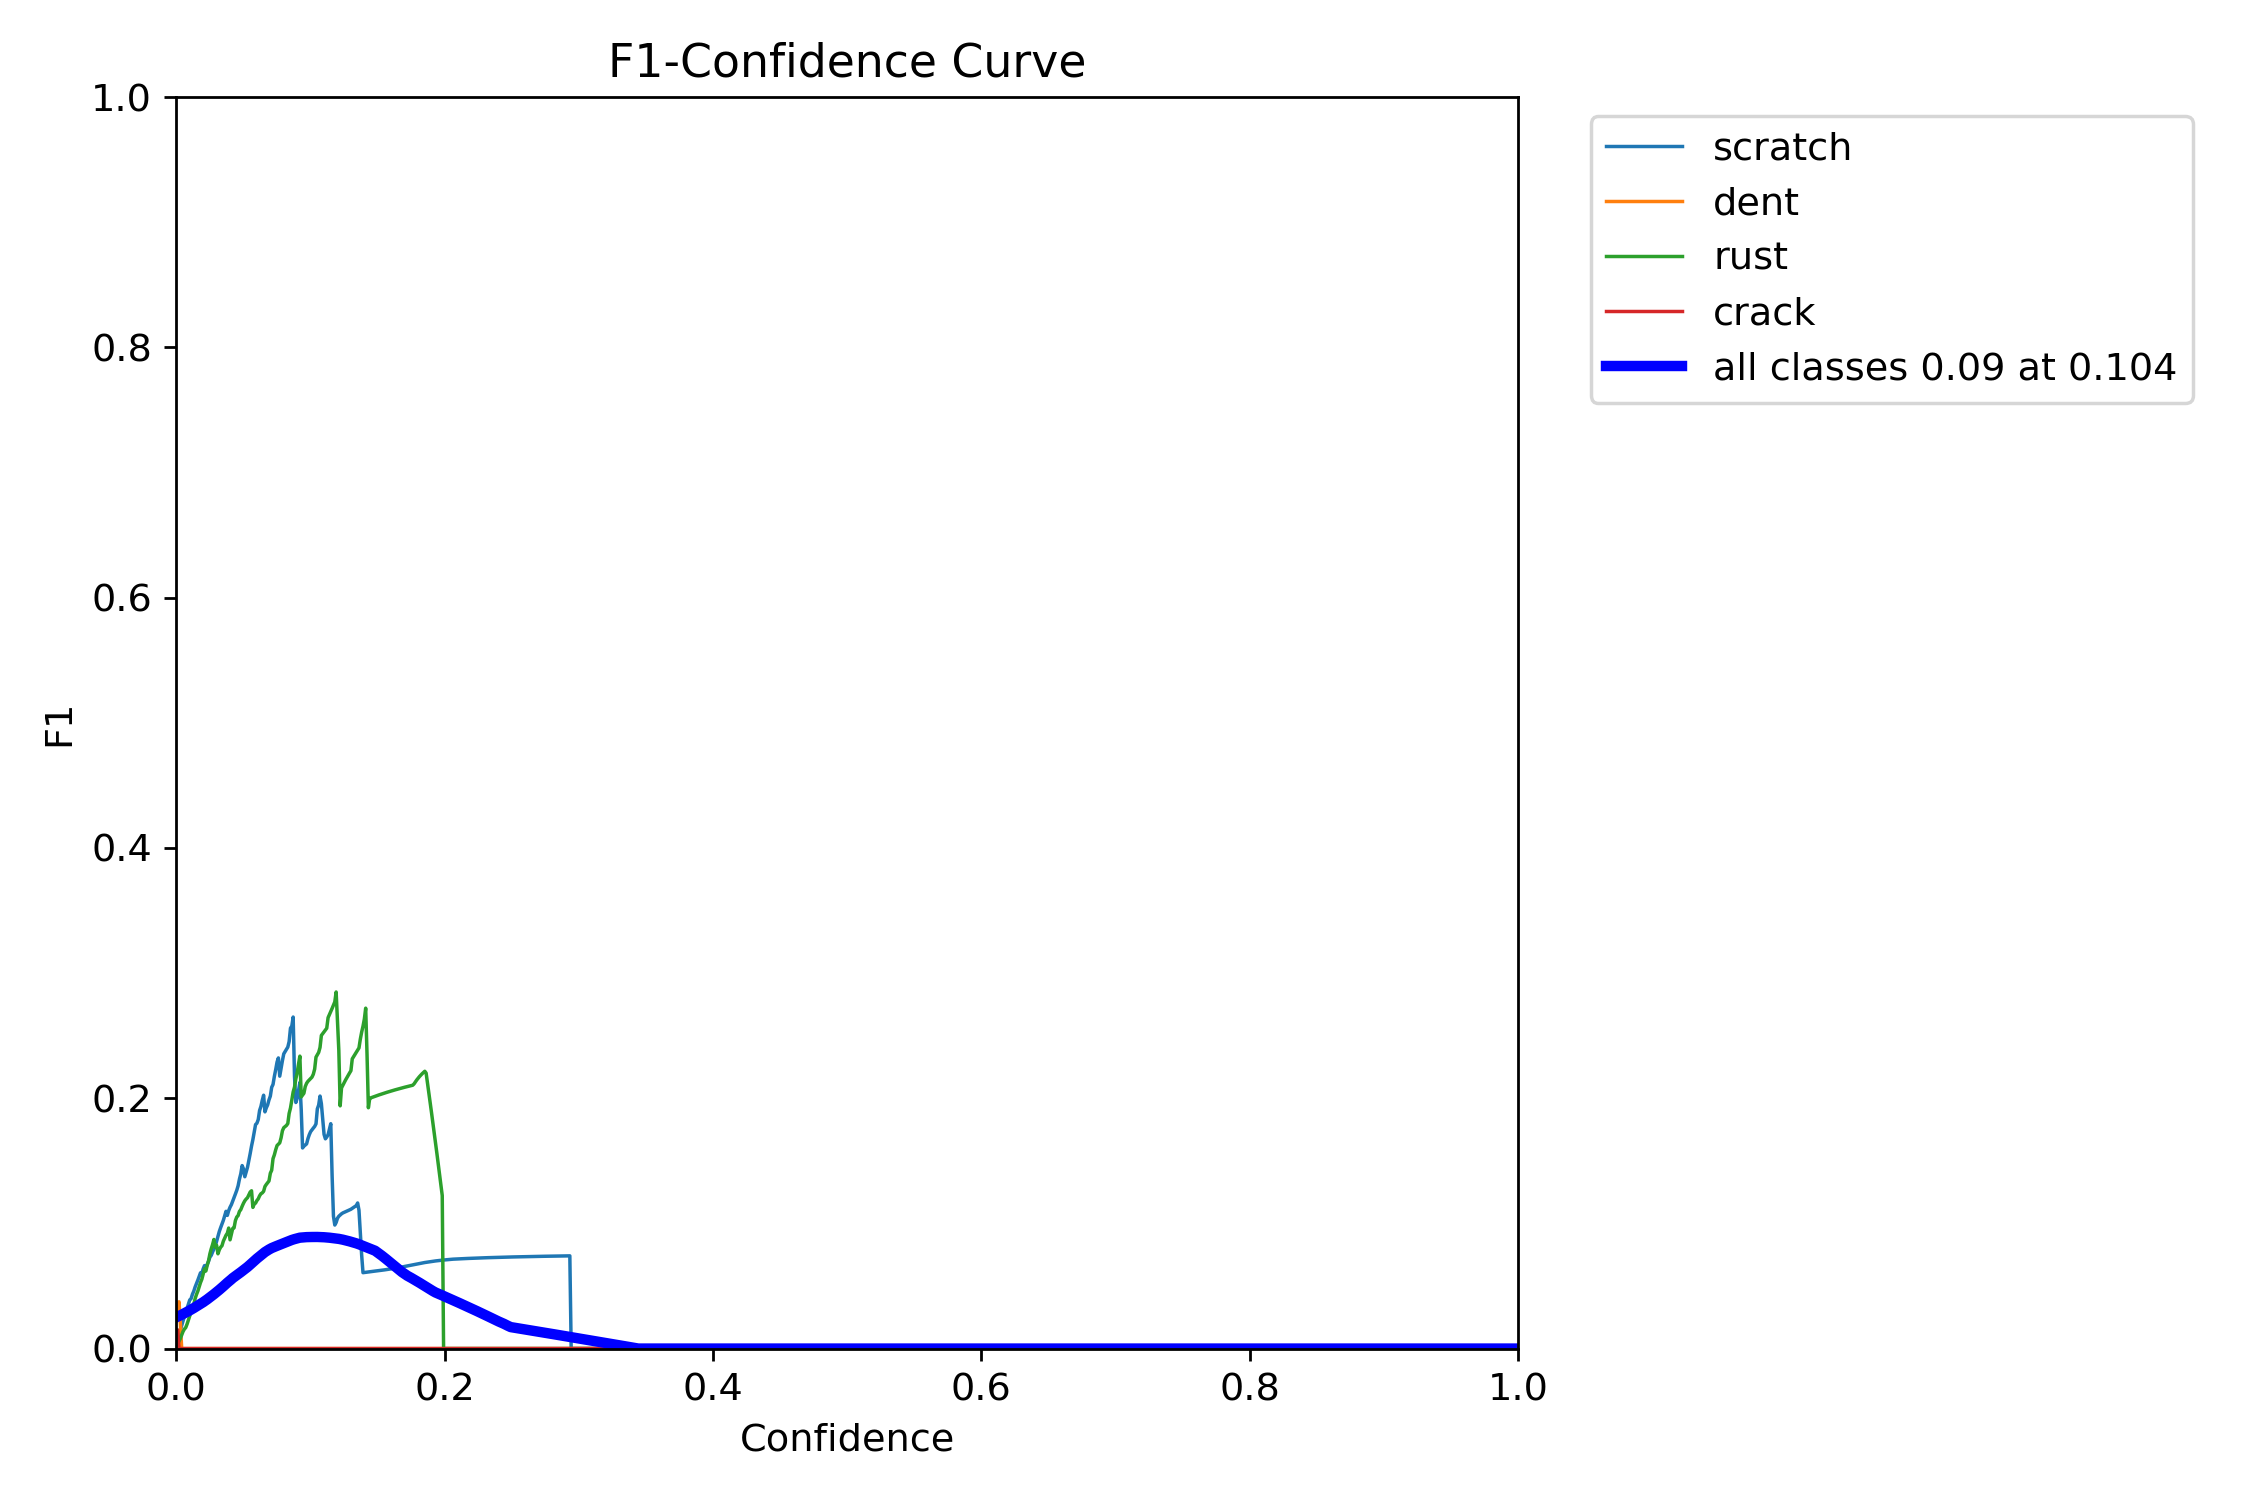 F1-Confidence Curve
1.0
0.8
0.6
0.4
0.2
0.0
F1
0.0 0.2 0.4 0.6 0.8 1.0
Confidence
scratch
dent
rust
crack
all classes 0.09 at 0.104